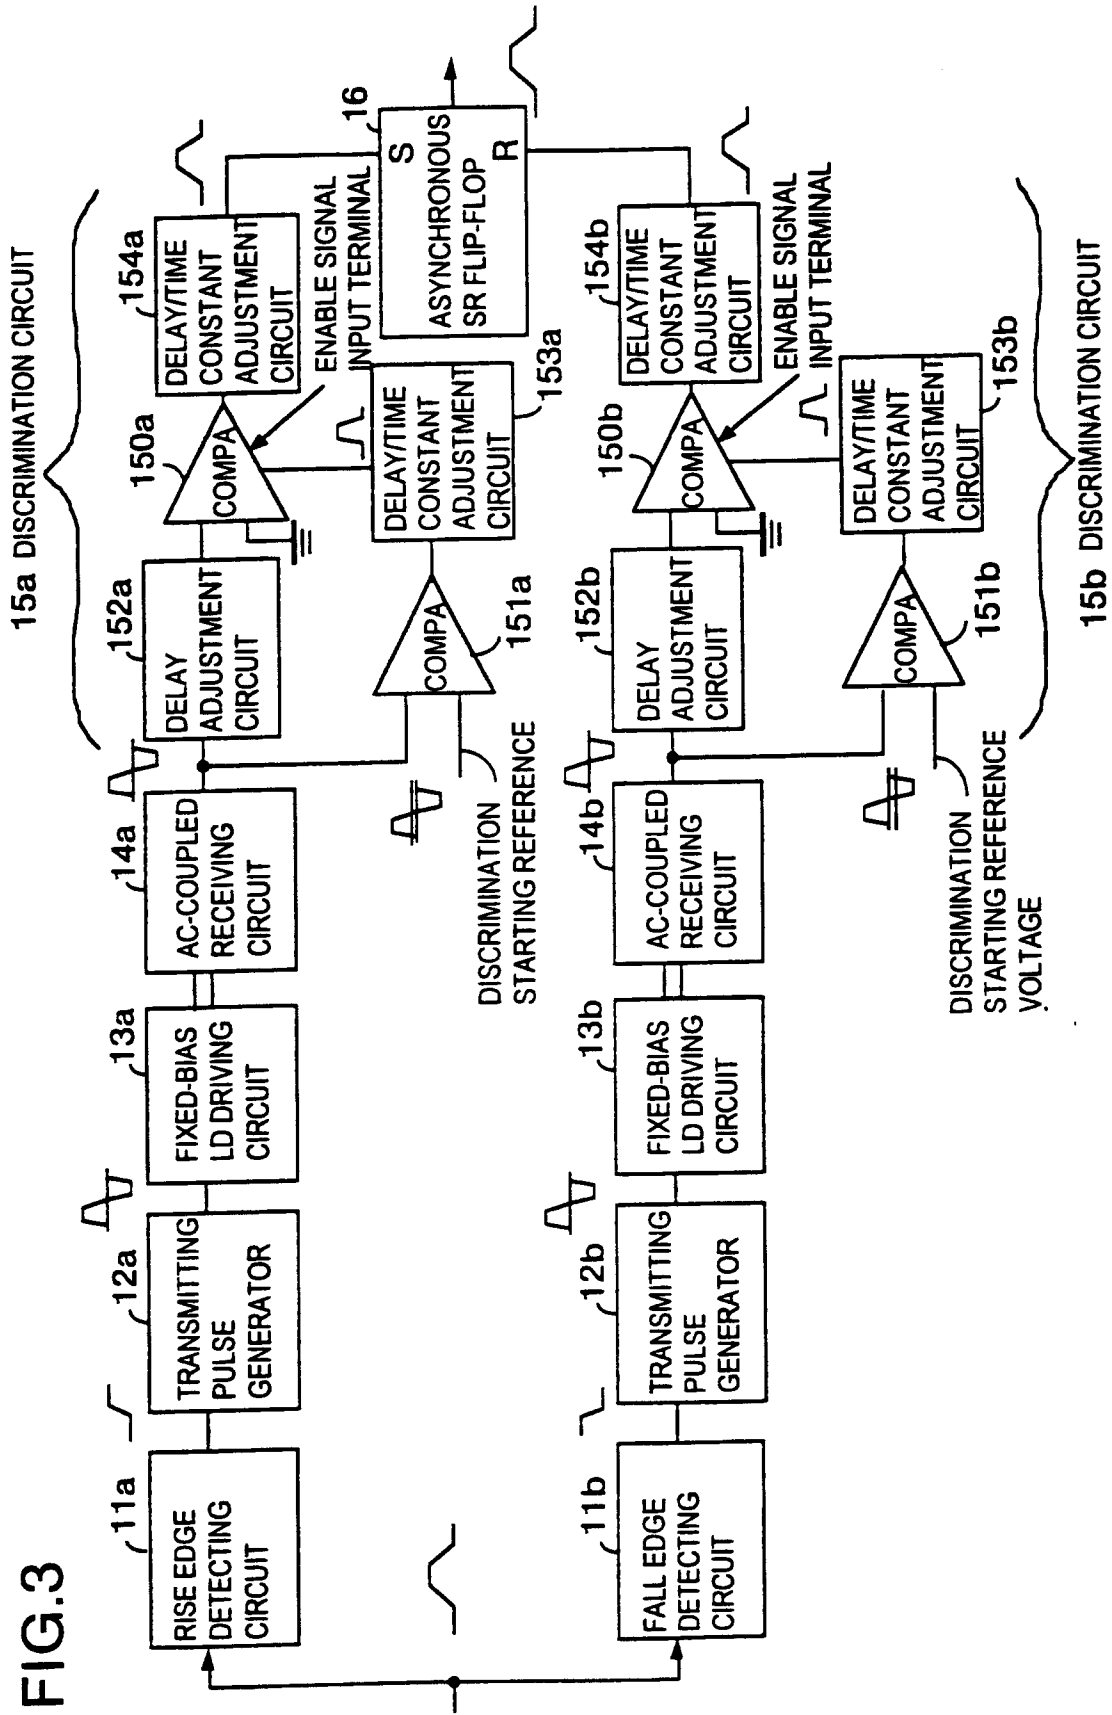 FIG.3
15a DISCRIMINATION CIRCUIT
11a
RISE EDGE
DETECTING
CIRCUIT
12a
TRANSMITTING
PULSE
GENERATOR
13a
FIXED-BIAS
LD DRIVING
CIRCUIT
14a
AC-COUPLED
RECEIVING
CIRCUIT
152a
DELAY
ADJUSTMENT
CIRCUIT
150a
COMPA
154a
DELAY/TIME
CONSTANT
ADJUSTMENT
CIRCUIT
ENABLE SIGNAL
INPUT TERMINAL
DISCRIMINATION
STARTING REFERENCE
COMPA
151a
DELAY/TIME
CONSTANT
ADJUSTMENT
CIRCUIT
153a
16
S
ASYNCHRONOUS
SR FLIP-FLOP
R
11b
FALL EDGE
DETECTING
CIRCUIT
12b
TRANSMITTING
PULSE
GENERATOR
13b
FIXED-BIAS
LD DRIVING
CIRCUIT
14b
AC-COUPLED
RECEIVING
CIRCUIT
152b
DELAY
ADJUSTMENT
CIRCUIT
150b
COMPA
154b
DELAY/TIME
CONSTANT
ADJUSTMENT
CIRCUIT
ENABLE SIGNAL
INPUT TERMINAL
DISCRIMINATION
STARTING REFERENCE
VOLTAGE
COMPA
151b
DELAY/TIME
CONSTANT
ADJUSTMENT
CIRCUIT
153b
15b DISCRIMINATION CIRCUIT